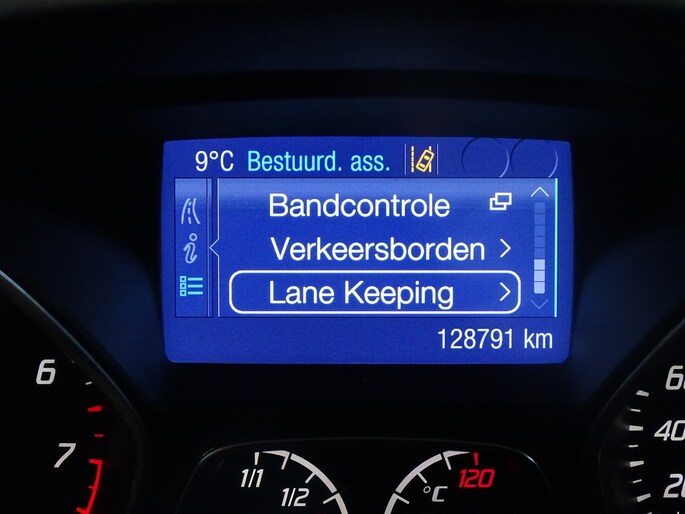 9°C Bestuurd. ass.
Bandcontrole
Verkeersborden
Lane Keeping
128791 km
6
7
1/1
1/2
°C
120
60
40
20